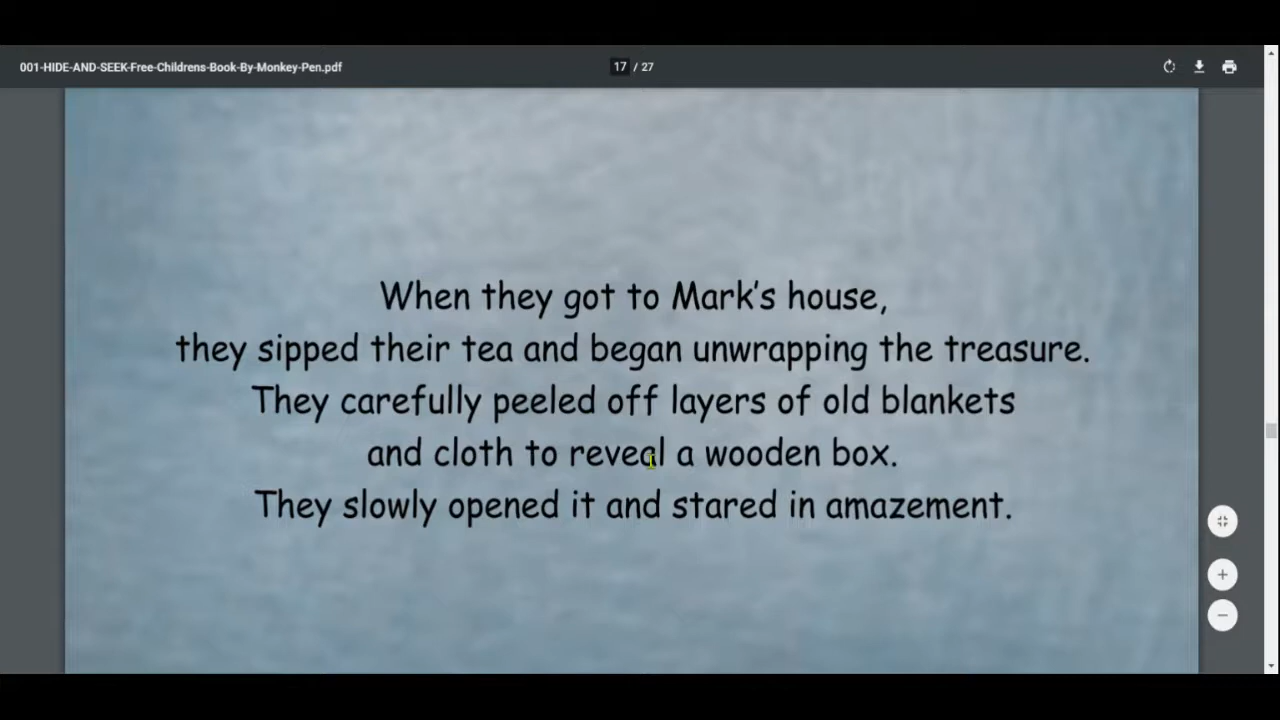 001-HIDE-AND-SEEK-Free-Childrens-Book-By-Monkey-Pen.pdf
17 / 27
When they got to Mark's house,
they sipped their tea and began unwrapping the treasure.
They carefully peeled off layers of old blankets
and cloth to reveal a wooden box.
They slowly opened it and stared in amazement.